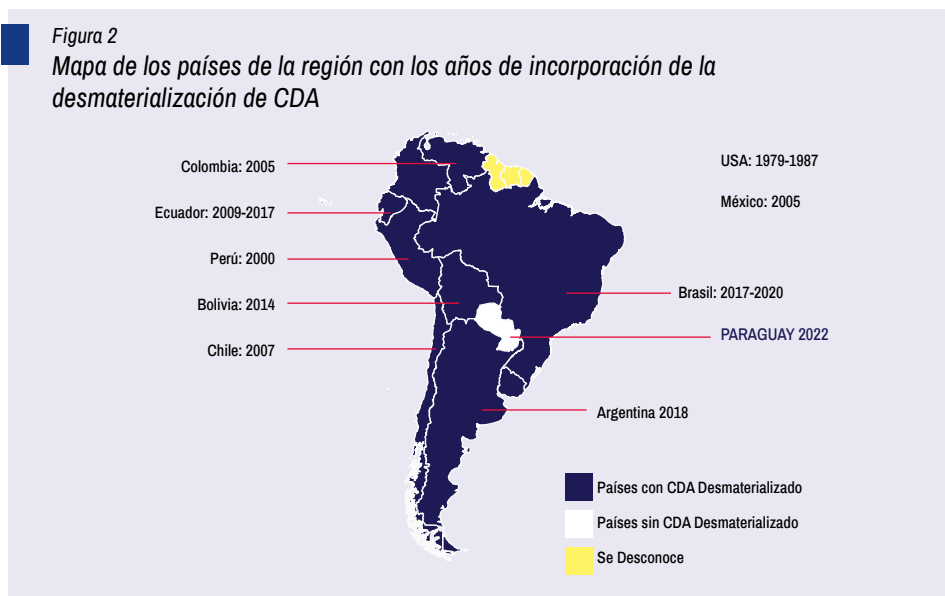 Figura 2
Mapa de los países de la región con los años de incorporación de la
desmaterialización de CDA
Colombia: 2005
Ecuador: 2009-2017
Perú: 2000
Bolivia: 2014
Chile: 2007
USA: 1979-1987
México: 2005
Brasil: 2017-2020
PARAGUAY 2022
Argentina 2018
Países con CDA Desmaterializado
Países sin CDA Desmaterializado
Se Desconoce